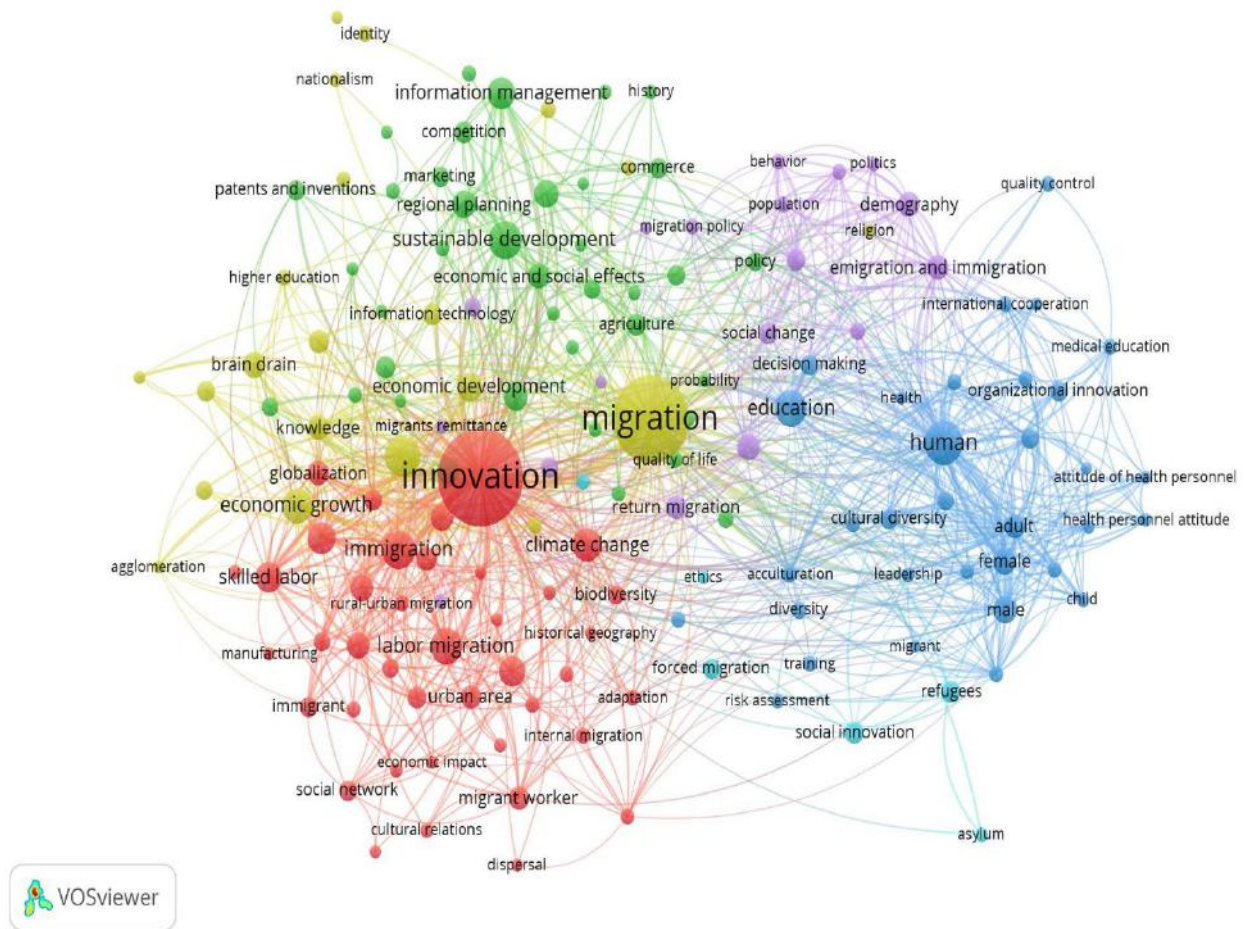 identity
nationalism
information management
history
competition
commerce
behavior
politics
marketing
patents and inventions
quality control
regional planning
population
demography
migration policy
religion
sustainable development
policy
emigration and immigration
higher education
economic and social effects
international cooperation
information technology
agriculture
social change
medical education
brain drain
decision making
economic development
probability
health
organizational innovation
migration
education
knowledge
migrants remittance
human
quality of life
globalization
innovation
attitude of health personnel
economic growth
return migration
cultural diversity
adult
health personnel attitude
immigration
climate change
agglomeration
skilled labor
ethics
acculturation
leadership
female
biodiversity
child
rural-urban migration
diversity
male
historical geography
labor migration
migrant
manufacturing
forced migration
training
urban area
adaptation
risk assessment
refugees
immigrant
internal migration
social innovation
economic impact
social network
migrant worker
cultural relations
asylum
dispersal
VOSviewer